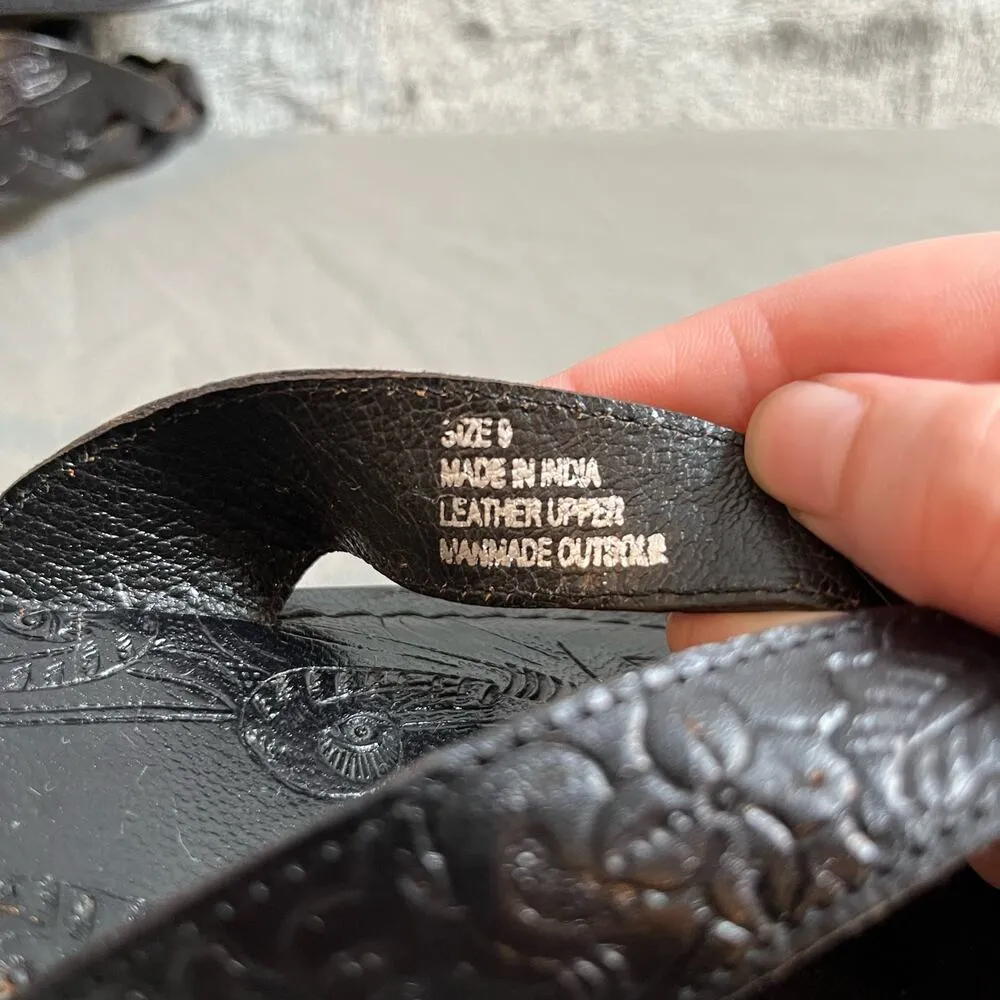 SIZE 9
MADE IN INDIA
LEATHER UPPER
MANMADE OUTSOLE